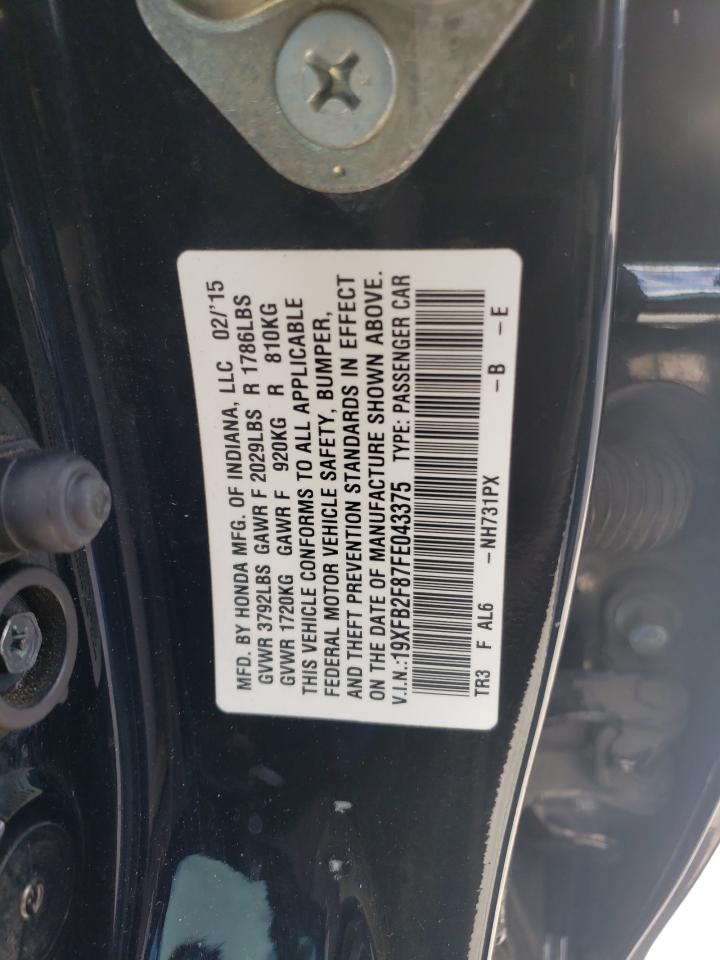 MFD. BY HONDA MFG. OF INDIANA, LLC 02/'15
GVWR 3792LBS GAWR F 2029LBS R 1786LBS
GVWR 1720KG GAWR F 920KG R 810KG
THIS VEHICLE CONFORMS TO ALL APPLICABLE
FEDERAL MOTOR VEHICLE SAFETY, BUMPER,
AND THEFT PREVENTION STANDARDS IN EFFECT
ON THE DATE OF MANUFACTURE SHOWN ABOVE.
V.I.N.:19XFB2F87FE043375 TYPE: PASSENGER CAR
TR3 F AL6 -NH731PX -B -E